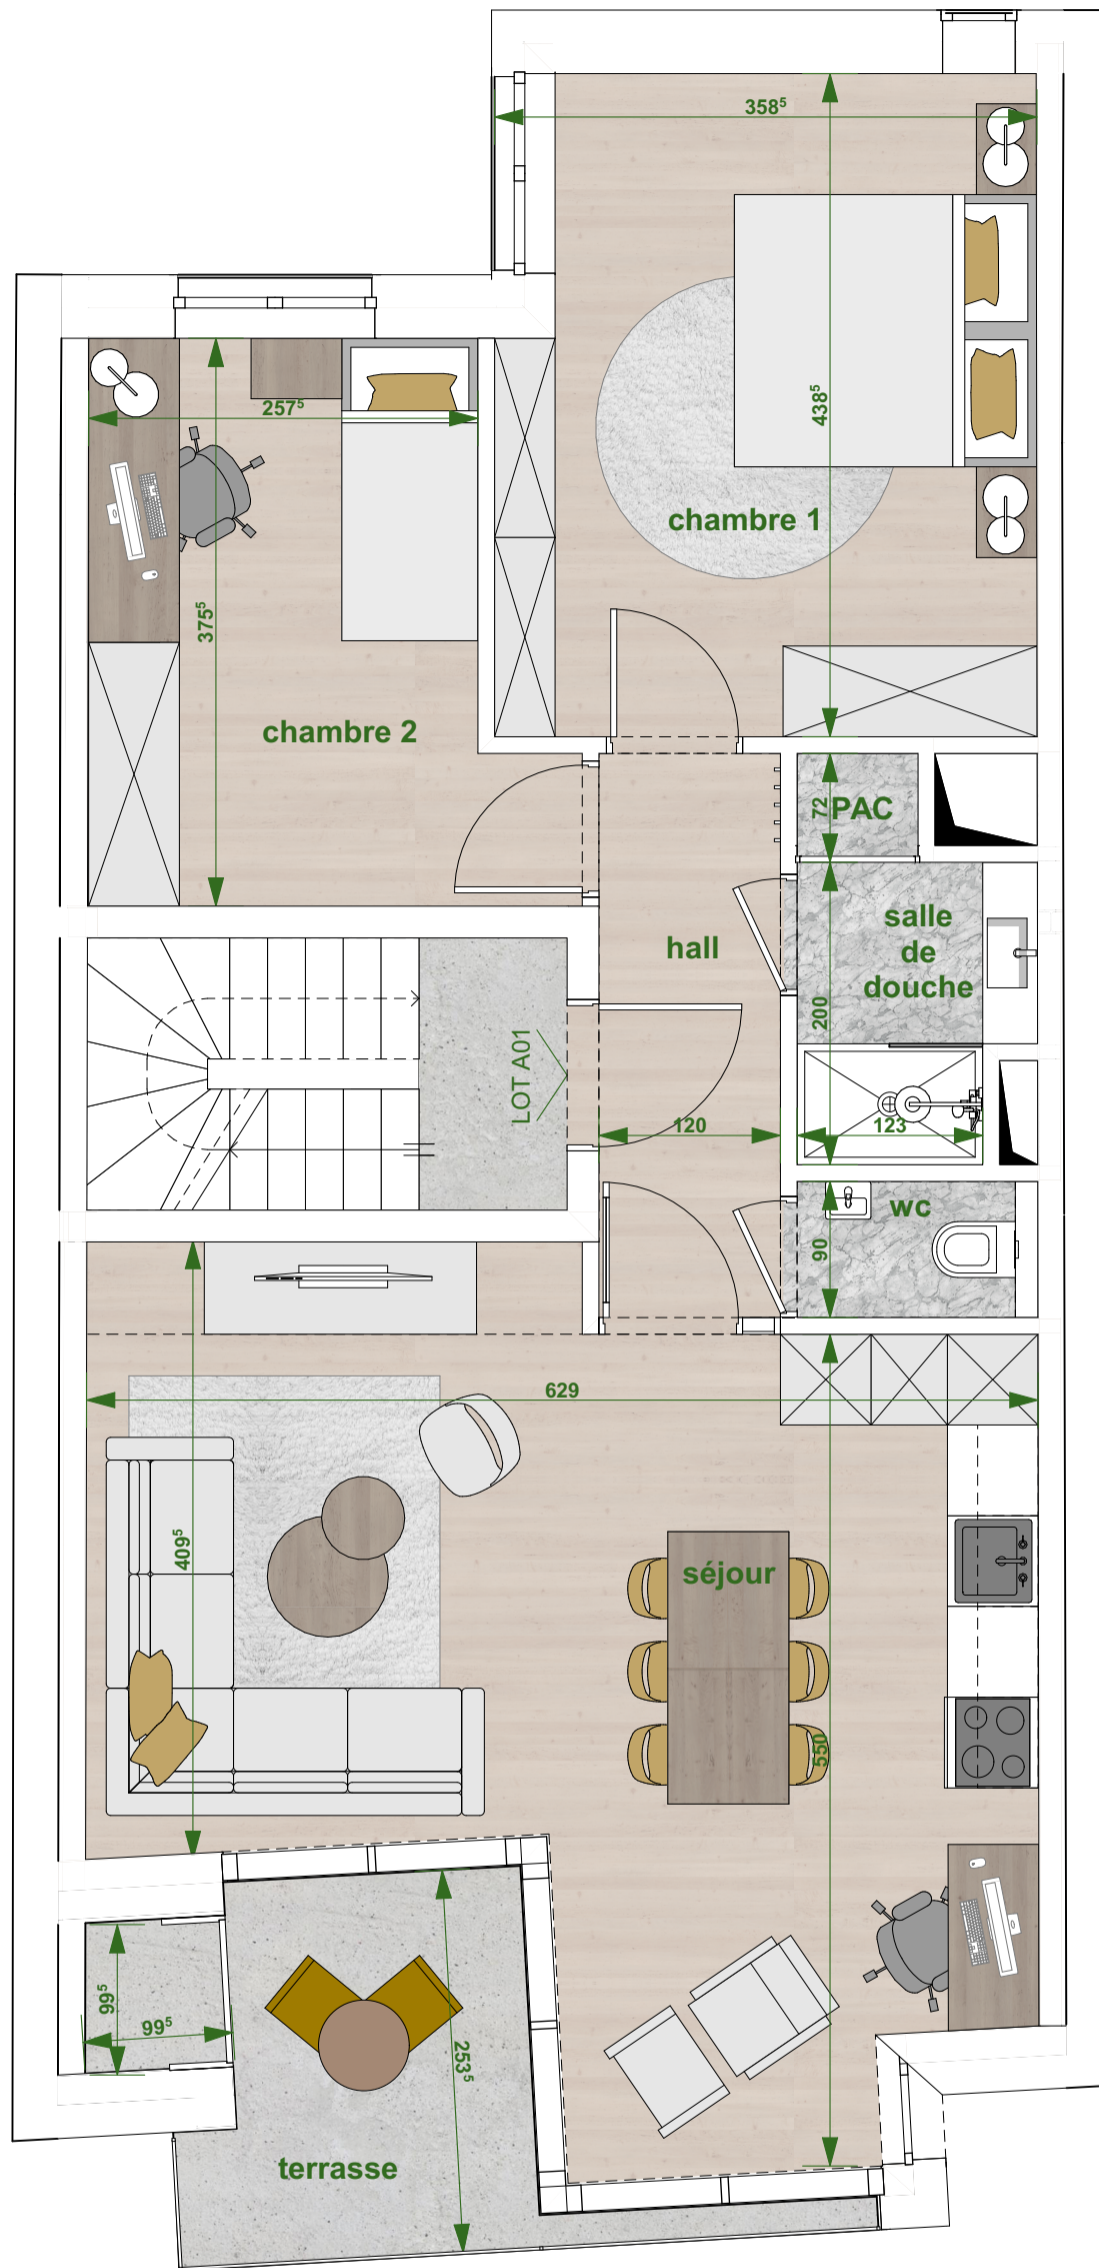 358⁵
257⁵
438⁵
chambre 1
375⁵
chambre 2
72
PAC
salle
de
douche
hall
200
LOT A01
120
123
wc
90
629
409⁵
séjour
550
99⁵
99⁵
253⁵
terrasse